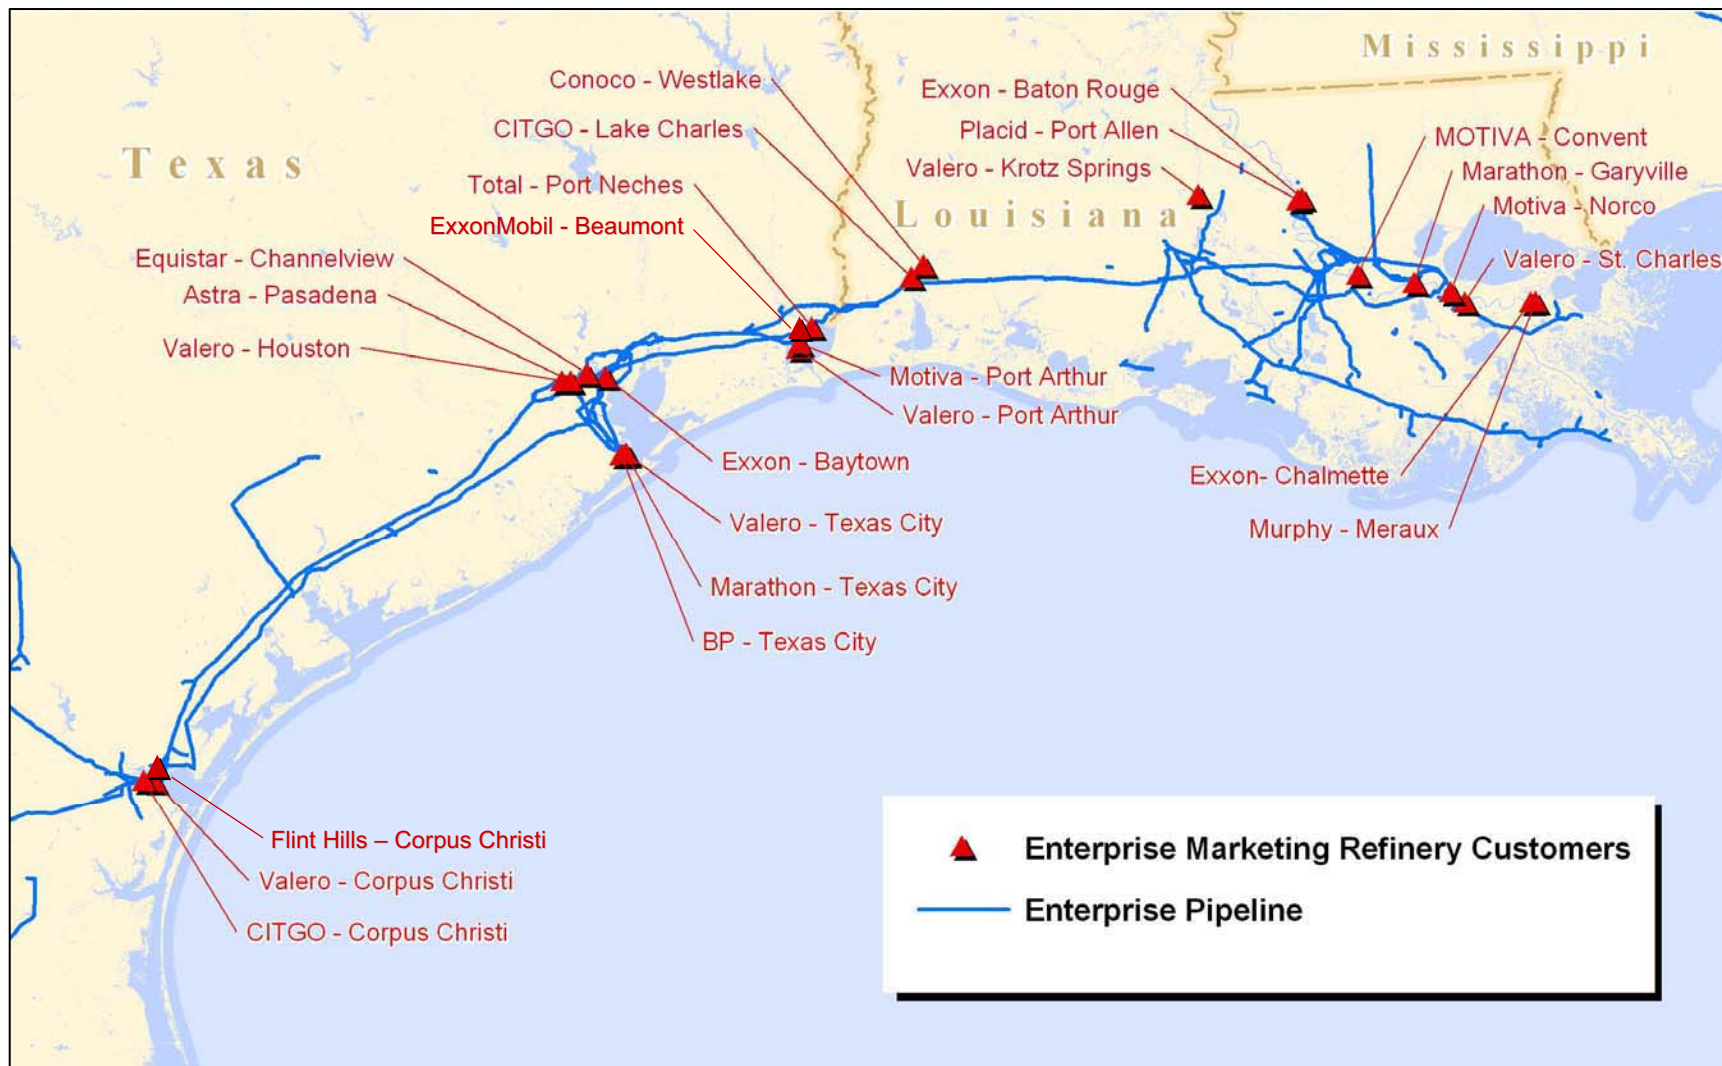 Mississippi
Conoco - Westlake
Exxon - Baton Rouge
CITGO - Lake Charles
Placid - Port Allen
MOTIVA - Convent
Texas
Valero - Krotz Springs
Marathon - Garyville
Total - Port Neches
Louisiana
Motiva - Norco
ExxonMobil - Beaumont
Equistar - Channelview
Valero - St. Charles
Astra - Pasadena
Valero - Houston
Motiva - Port Arthur
Valero - Port Arthur
Exxon - Baytown
Exxon- Chalmette
Valero - Texas City
Murphy - Meraux
Marathon - Texas City
BP - Texas City
Flint Hills – Corpus Christi
Valero - Corpus Christi
CITGO - Corpus Christi
Enterprise Marketing Refinery Customers
Enterprise Pipeline